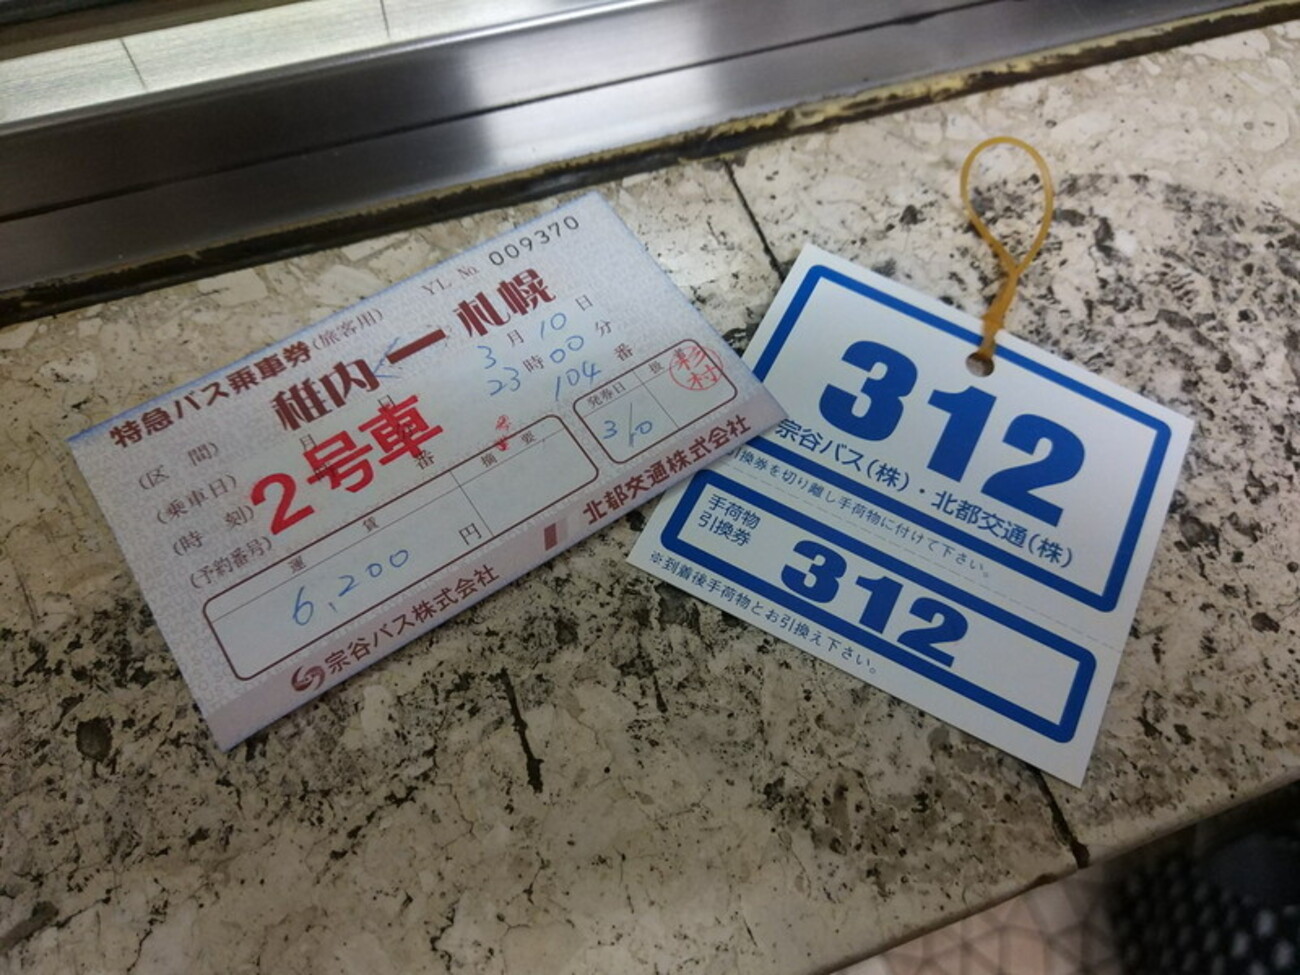 YL No. 009370
特急バス乗車券(旅客用)
(区間) 稚内ー札幌
(乗車日) 3月10日
(時刻) 23時00分
(予約番号) 104番
2号車
運賃
6,200円
摘要
発券日
3/10
扱
杉村
宗谷バス株式会社
北都交通株式会社
312
宗谷バス(株)・北都交通(株)
引換券を切り離し手荷物に付けて下さい。
手荷物
引換券
312
※到着後手荷物とお引換え下さい。